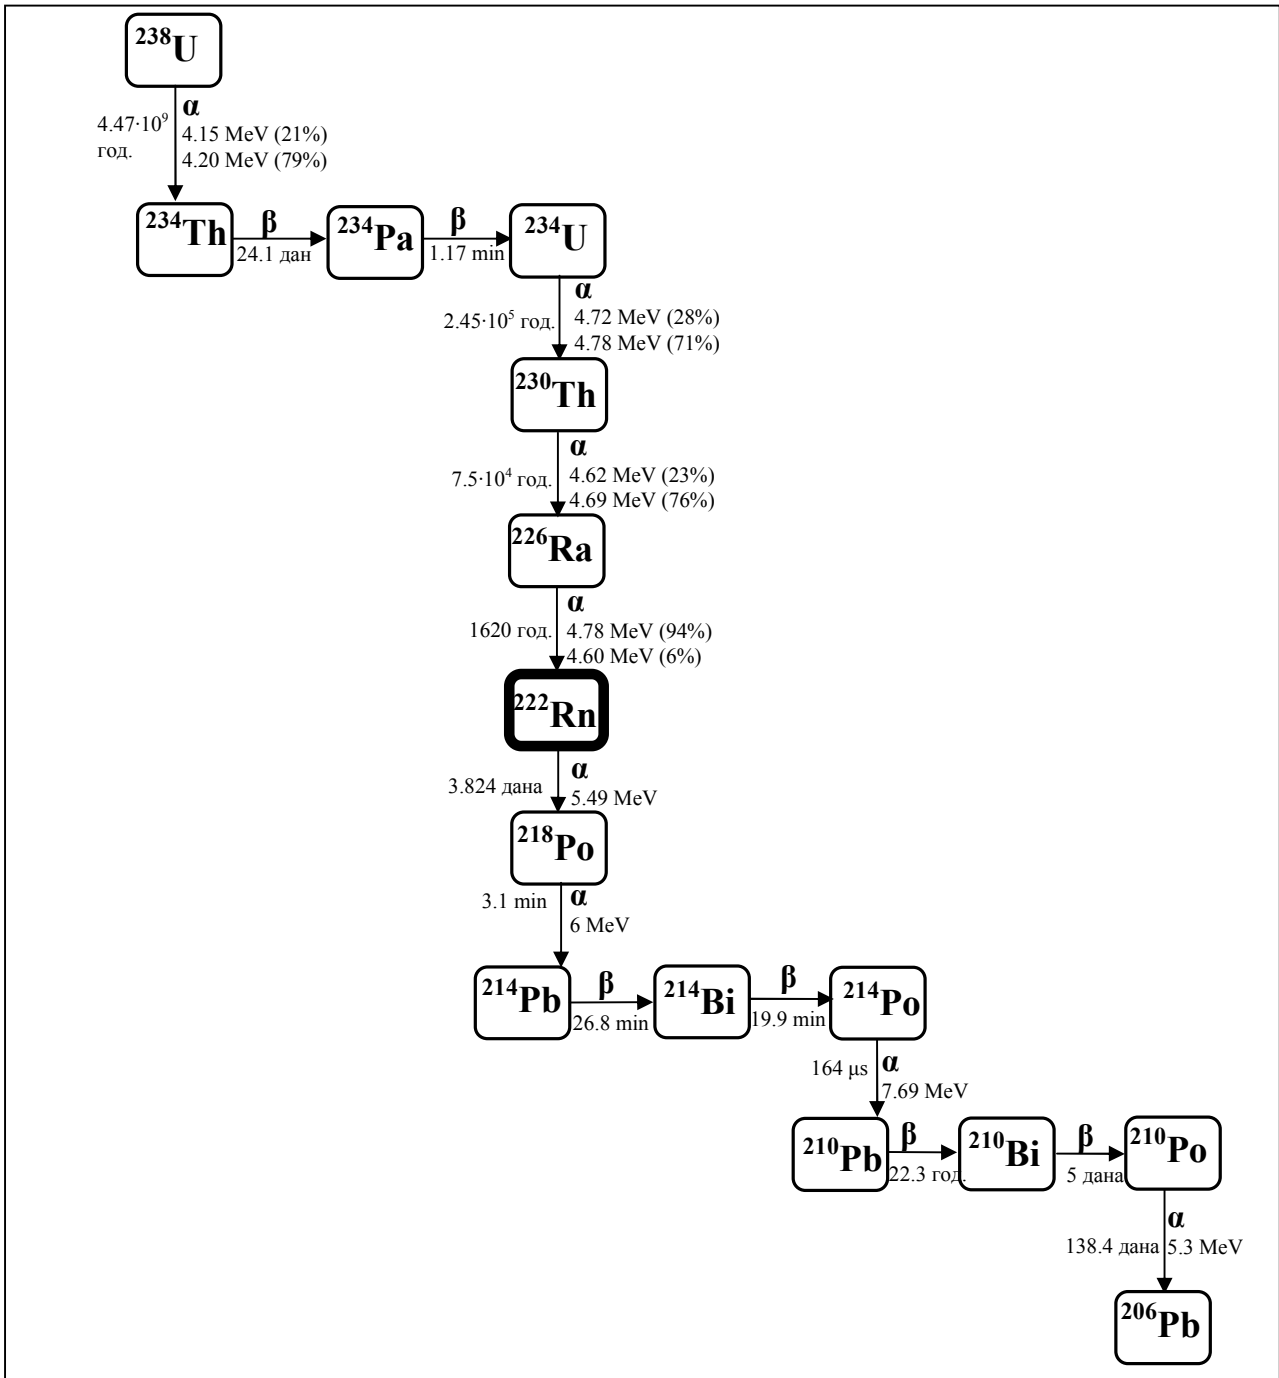 ²³⁸U
α
4.47·10⁹
год.
4.15 MeV (21%)
4.20 MeV (79%)
²³⁴Th
β
24.1 дан
²³⁴Pa
β
1.17 min
²³⁴U
α
2.45·10⁵ год.
4.72 MeV (28%)
4.78 MeV (71%)
²³⁰Th
α
7.5·10⁴ год.
4.62 MeV (23%)
4.69 MeV (76%)
²²⁶Ra
α
1620 год.
4.78 MeV (94%)
4.60 MeV (6%)
²²²Rn
α
3.824 дана
5.49 MeV
²¹⁸Po
α
3.1 min
6 MeV
²¹⁴Pb
β
26.8 min
²¹⁴Bi
β
19.9 min
²¹⁴Po
α
164 μs
7.69 MeV
²¹⁰Pb
β
22.3 год.
²¹⁰Bi
β
5 дана
²¹⁰Po
α
138.4 дана
5.3 MeV
²⁰⁶Pb